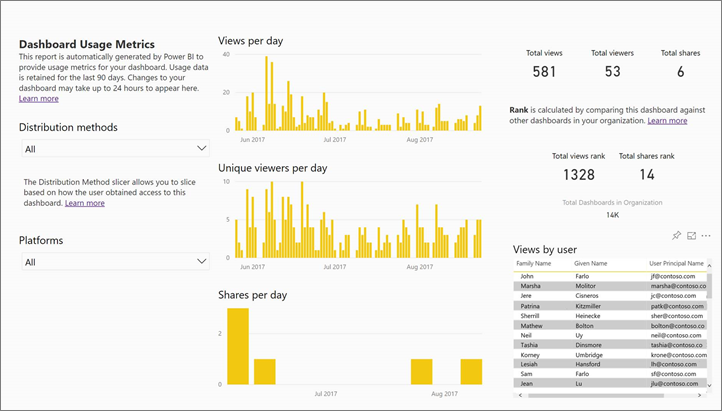 Dashboard Usage Metrics
This report is automatically generated by Power BI to
provide usage metrics for your dashboard. Usage data
is retained for the last 90 days. Changes to your
dashboard may take up to 24 hours to appear here.
Learn more
Distribution methods
All
The Distribution Method slicer allows you to slice
based on how the user obtained access to this
dashboard. Learn more
Platforms
All
Views per day
40
20
0
Jun 2017 Jul 2017 Aug 2017
Unique viewers per day
10
5
0
Jun 2017 Jul 2017 Aug 2017
Shares per day
2
0
Jul 2017 Aug 2017
Total views Total viewers Total shares
581 53 6
Rank is calculated by comparing this dashboard against
other dashboards in your organization. Learn more
Total views rank Total shares rank
1328 14
Total Dashboards in Organization
14K
Views by user
Family Name Given Name User Principal Name
John Farlo jf@contoso.com
Marsha Molitor marsha@contoso.co
Jere Cisneros jc@contoso.com
Patrina Kitzmiller patk@contoso.com
Sherrill Heinecke sher@contoso.com
Mathew Bolton bolton@contoso.co
Neil Uy neil@contoso.com
Tashia Dinsmore tashia@contoso.co
Korney Umbridge krone@contoso.com
Lesiah Hansford lh@contoso.com
Sam Farlo sf@contoso.com
Jean Lu jlu@contoso.com